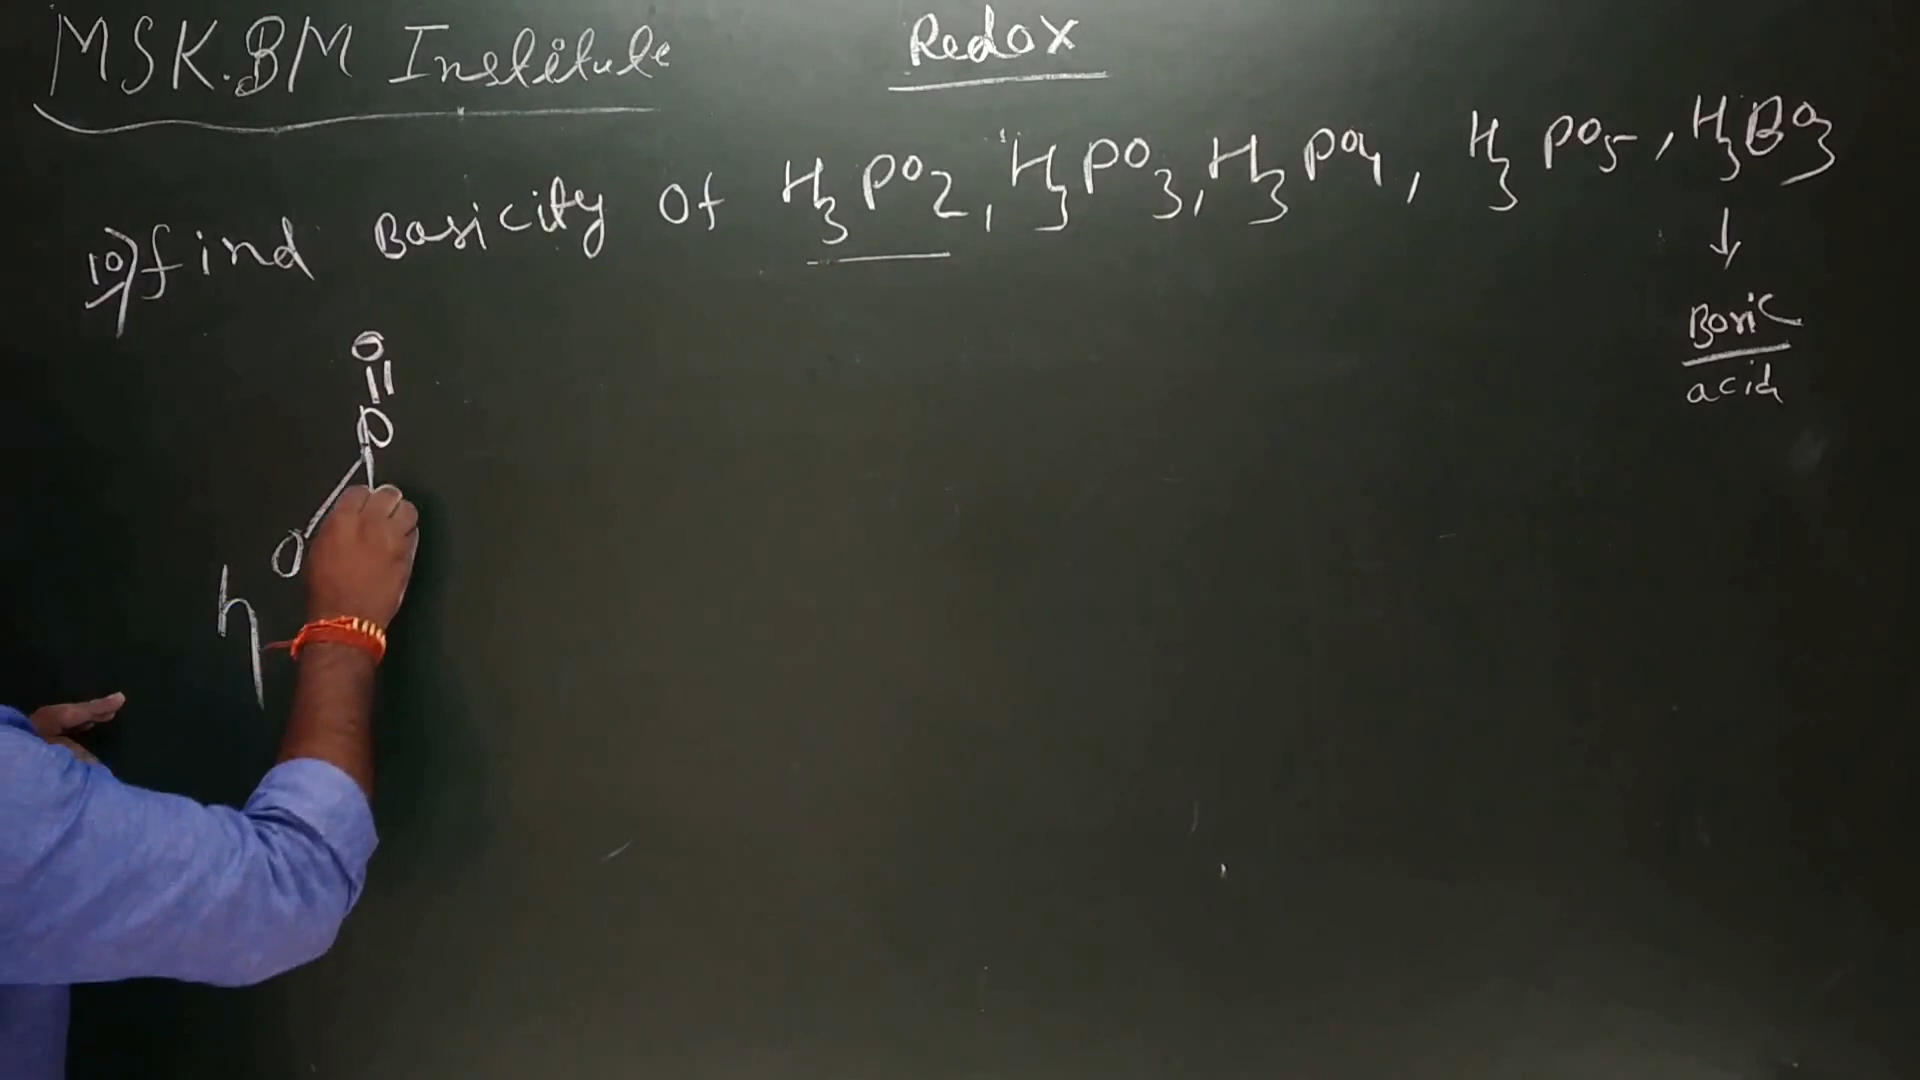 MSK.BM Institute
Redox
10) find Basicity Of H3PO2, H3PO3, H3PO4, H3PO5, H3BO3
↓
Boric
acid
O
||
P
O
H